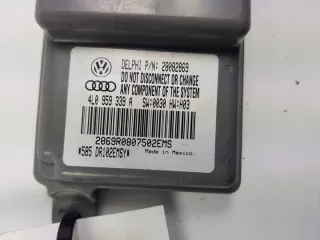 DELPHI P/N: 28082869
DO NOT DISCONNECT OR CHANGE
ANY COMPONENT OF THE SYSTEM
4L0 959 339 A SW:0030 HW:H03
2869R0807502EMS
*505 DR102EMSY*
Made in Mexico